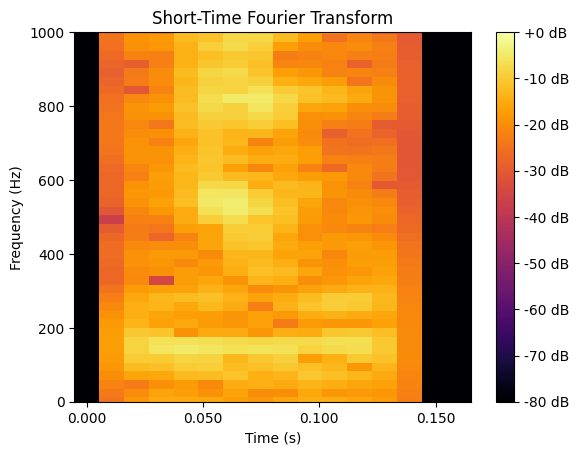 Short-Time Fourier Transform
1000
800
600
400
200
0
Frequency (Hz)
0.000
0.050
0.100
0.150
Time (s)
+0 dB
-10 dB
-20 dB
-30 dB
-40 dB
-50 dB
-60 dB
-70 dB
-80 dB